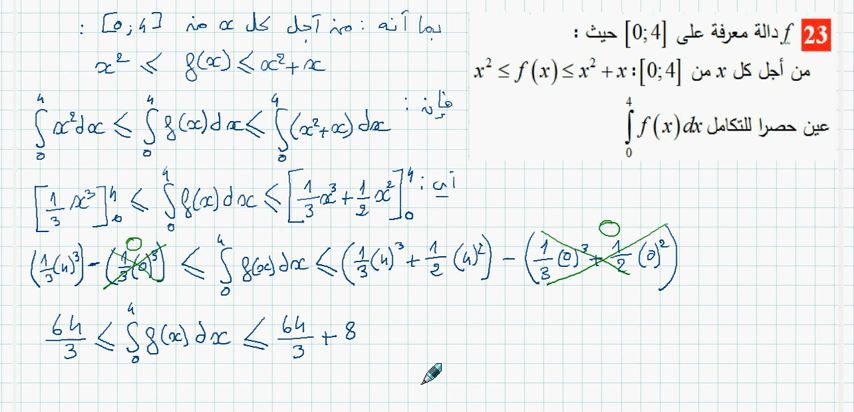 23 f دالة معرفة على [0;4] حيث :
من أجل كل x من [0;4] : x² ≤ f(x) ≤ x² + x
عين حصرا للتكامل ∫₀⁴ f(x)dx
بما أنه : من أجل كل x من [0;4] :
x² ≤ f(x) ≤ x²+x
فإن :
∫₀⁴ x²dx ≤ ∫₀⁴ f(x)dx ≤ ∫₀⁴ (x²+x)dx
أي :
[1/3 x³]₀⁴ ≤ ∫₀⁴ f(x)dx ≤ [1/3 x³ + 1/2 x²]₀⁴
(1/3(4)³) - (1/3(0)³) ≤ ∫₀⁴ f(x)dx ≤ (1/3(4)³ + 1/2(4)²) - (1/3(0)³ + 1/2(0)²)
0 0
64/3 ≤ ∫₀⁴ f(x)dx ≤ 64/3 + 8